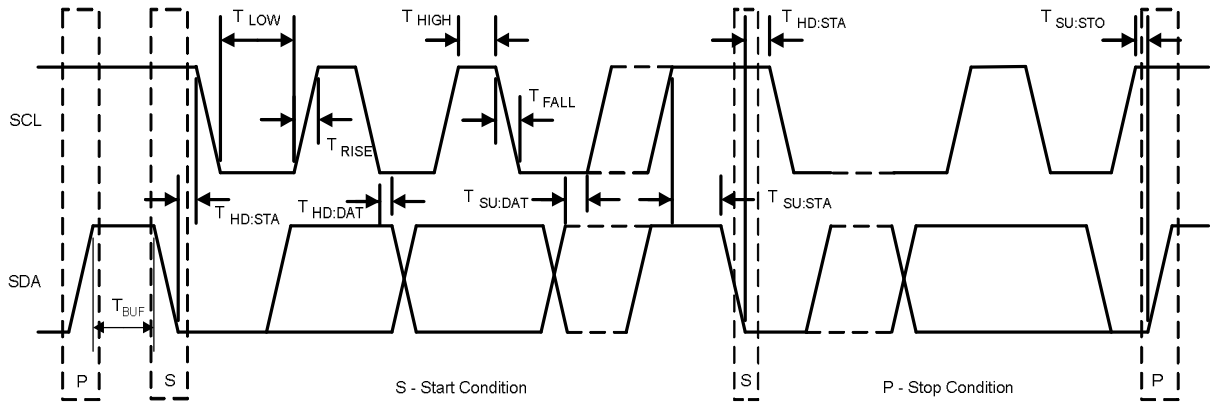 T LOW
T HIGH
T HD:STA
T SU:STO
SCL
T FALL
T RISE
T HD:STA
T HD:DAT
T SU:DAT
T SU:STA
SDA
T BUF
P
S
S - Start Condition
S
P - Stop Condition
P